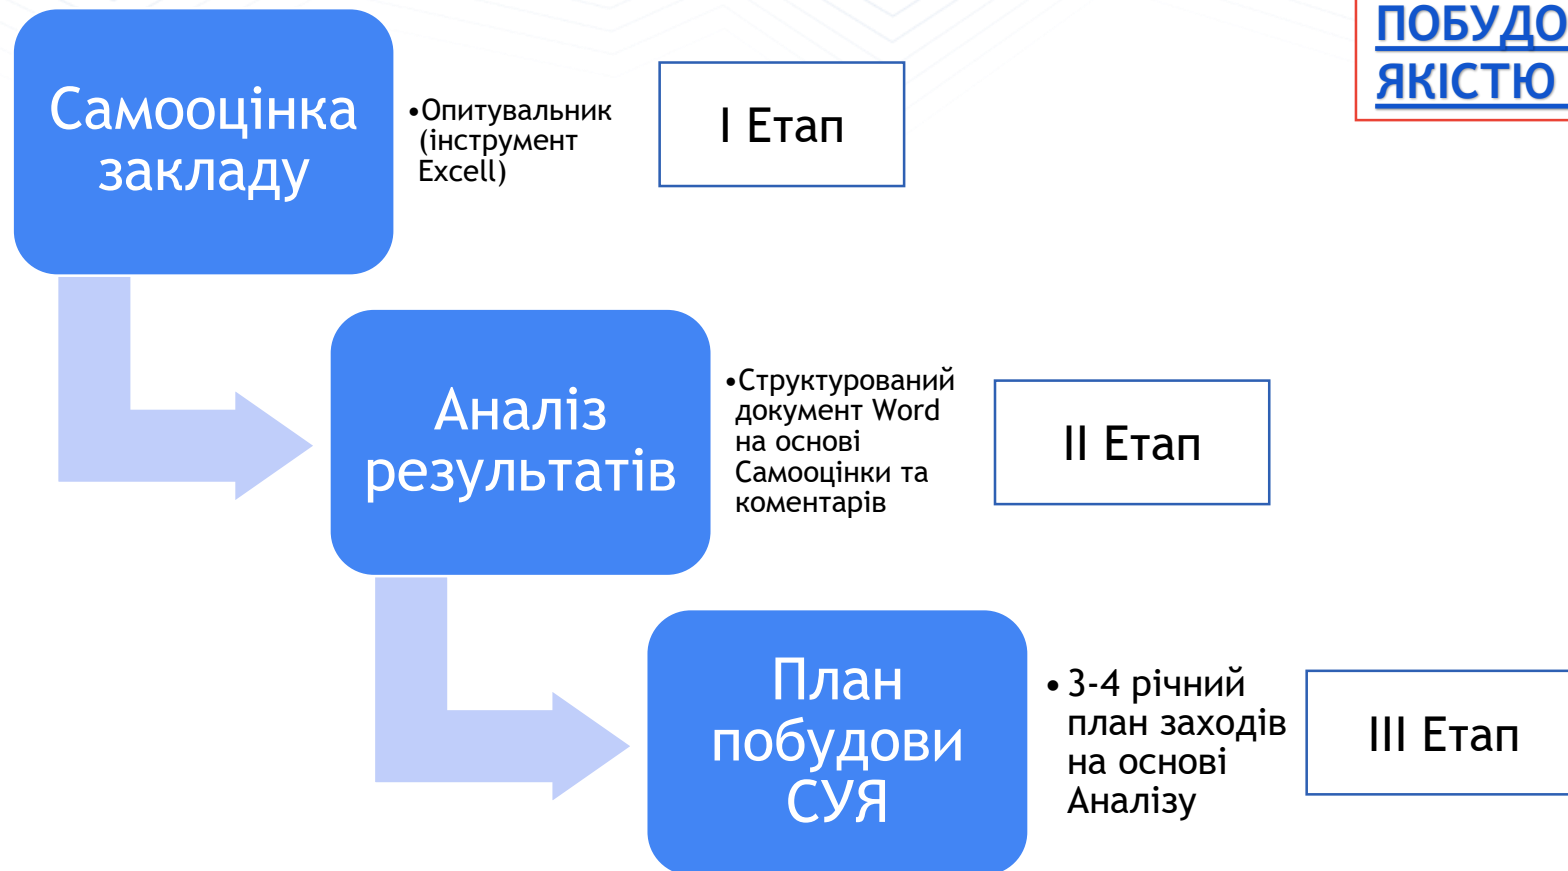 ПОБУДО
ЯКІСТЮ
Самооцінка
закладу
•Опитувальник
(інструмент
Excell)
І Етап
Аналіз
результатів
•Структурований
документ Word
на основі
Самооцінки та
коментарів
ІІ Етап
План
побудови
СУЯ
•3-4 річний
план заходів
на основі
Аналізу
ІІІ Етап